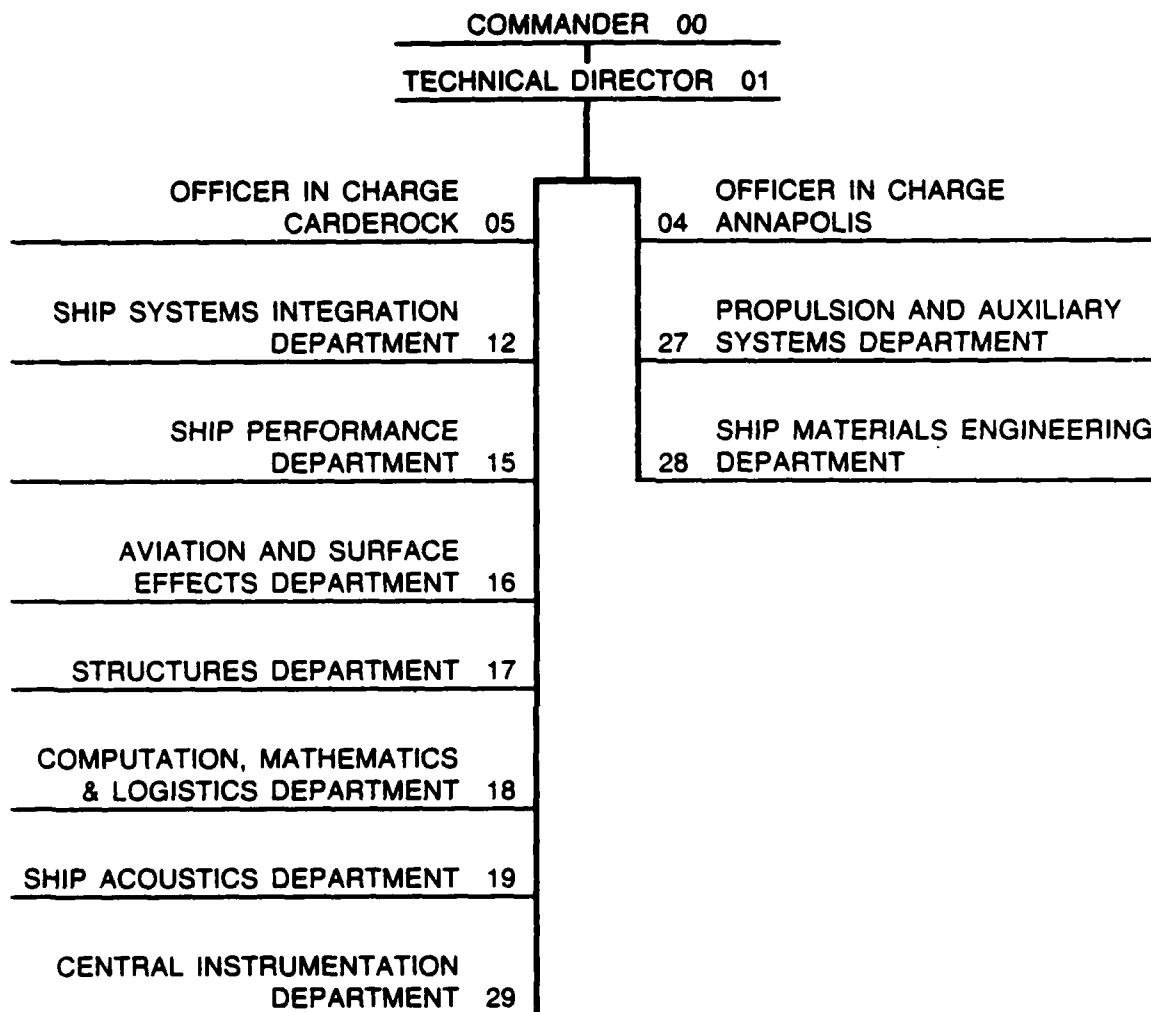 COMMANDER 00
TECHNICAL DIRECTOR 01
OFFICER IN CHARGE
CARDEROCK 05
SHIP SYSTEMS INTEGRATION
DEPARTMENT 12
SHIP PERFORMANCE
DEPARTMENT 15
AVIATION AND SURFACE
EFFECTS DEPARTMENT 16
STRUCTURES DEPARTMENT 17
COMPUTATION, MATHEMATICS
& LOGISTICS DEPARTMENT 18
SHIP ACOUSTICS DEPARTMENT 19
CENTRAL INSTRUMENTATION
DEPARTMENT 29
OFFICER IN CHARGE
04 ANNAPOLIS
PROPULSION AND AUXILIARY
27 SYSTEMS DEPARTMENT
SHIP MATERIALS ENGINEERING
28 DEPARTMENT